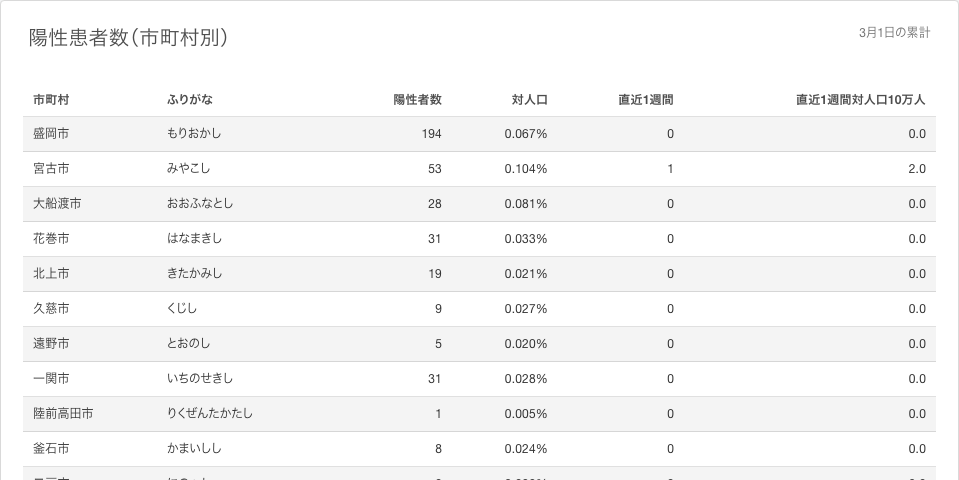 陽性患者数(市町村別)
3月1日の累計
市町村 ふりがな 陽性者数 対人口 直近1週間 直近1週間対人口10万人
盛岡市 もりおかし 194 0.067% 0 0.0
宮古市 みやこし 53 0.104% 1 2.0
大船渡市 おおふなとし 28 0.081% 0 0.0
花巻市 はなまきし 31 0.033% 0 0.0
北上市 きたかみし 19 0.021% 0 0.0
久慈市 くじし 9 0.027% 0 0.0
遠野市 とおのし 5 0.020% 0 0.0
一関市 いちのせきし 31 0.028% 0 0.0
陸前高田市 りくぜんたかたし 1 0.005% 0 0.0
釜石市 かまいしし 8 0.024% 0 0.0